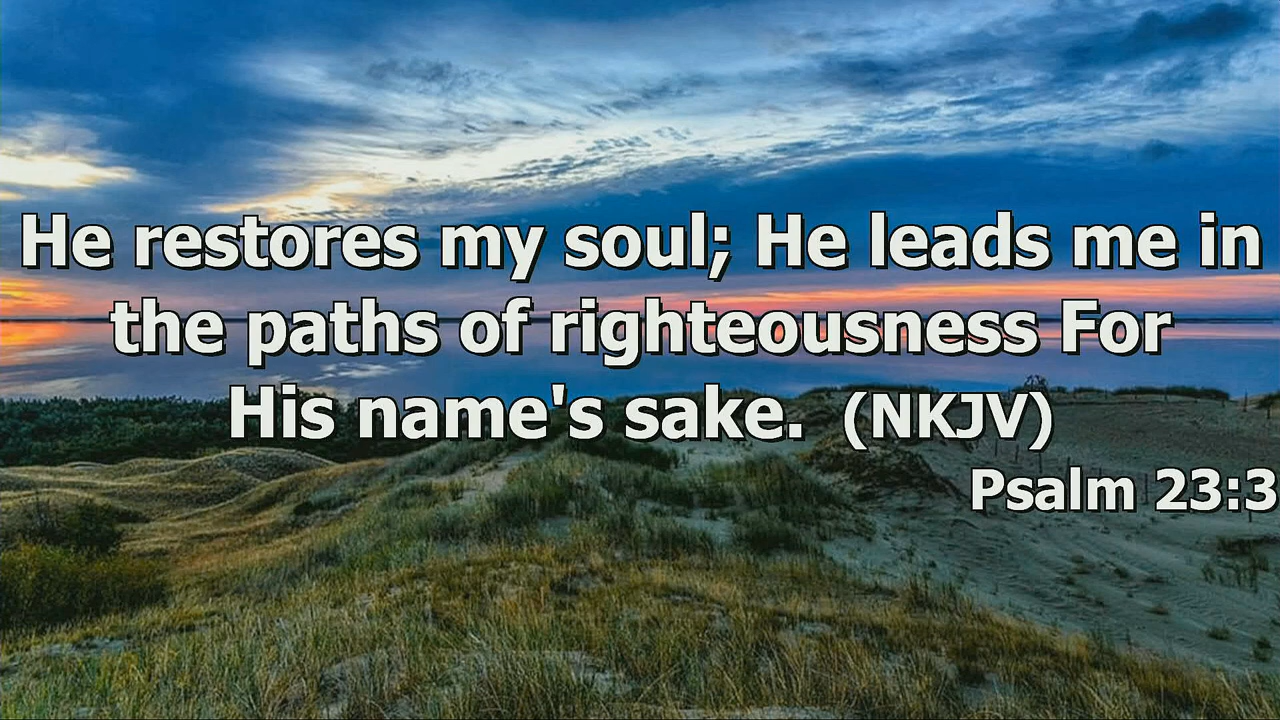 He restores my soul; He leads me in
the paths of righteousness For
His name's sake. (NKJV)
Psalm 23:3